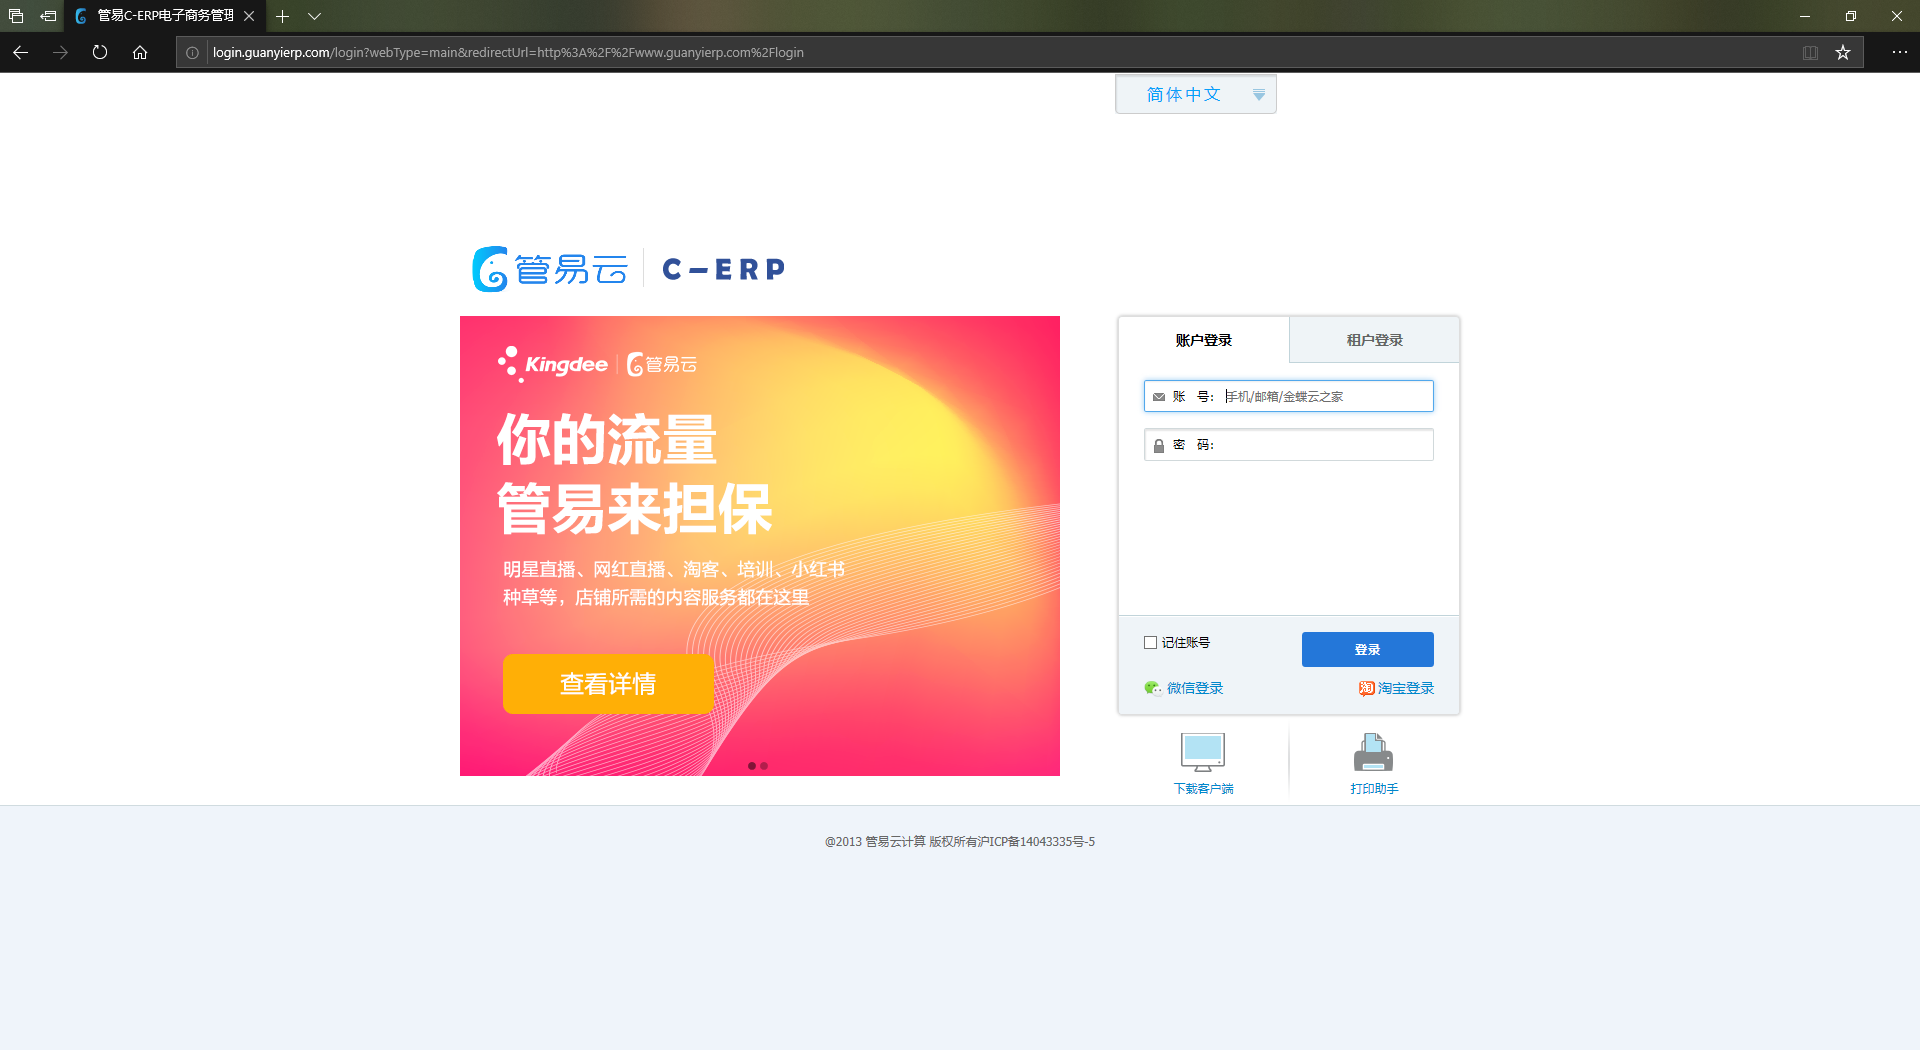 管易C-ERP电子商务管理
login.guanyierp.com/login?webType=main&redirectUrl=http%3A%2F%2Fwww.guanyierp.com%2Flogin
简体中文
管易云 C-ERP
Kingdee 管易云
你的流量
管易来担保
明星直播、网红直播、淘客、培训、小红书
种草等，店铺所需的内容服务都在这里
查看详情
账户登录 租户登录
账 号: 手机/邮箱/金蝶云之家
密 码:
记住账号 登录
微信登录 淘 淘宝登录
下载客户端 打印助手
@2013 管易云计算 版权所有沪ICP备14043335号-5